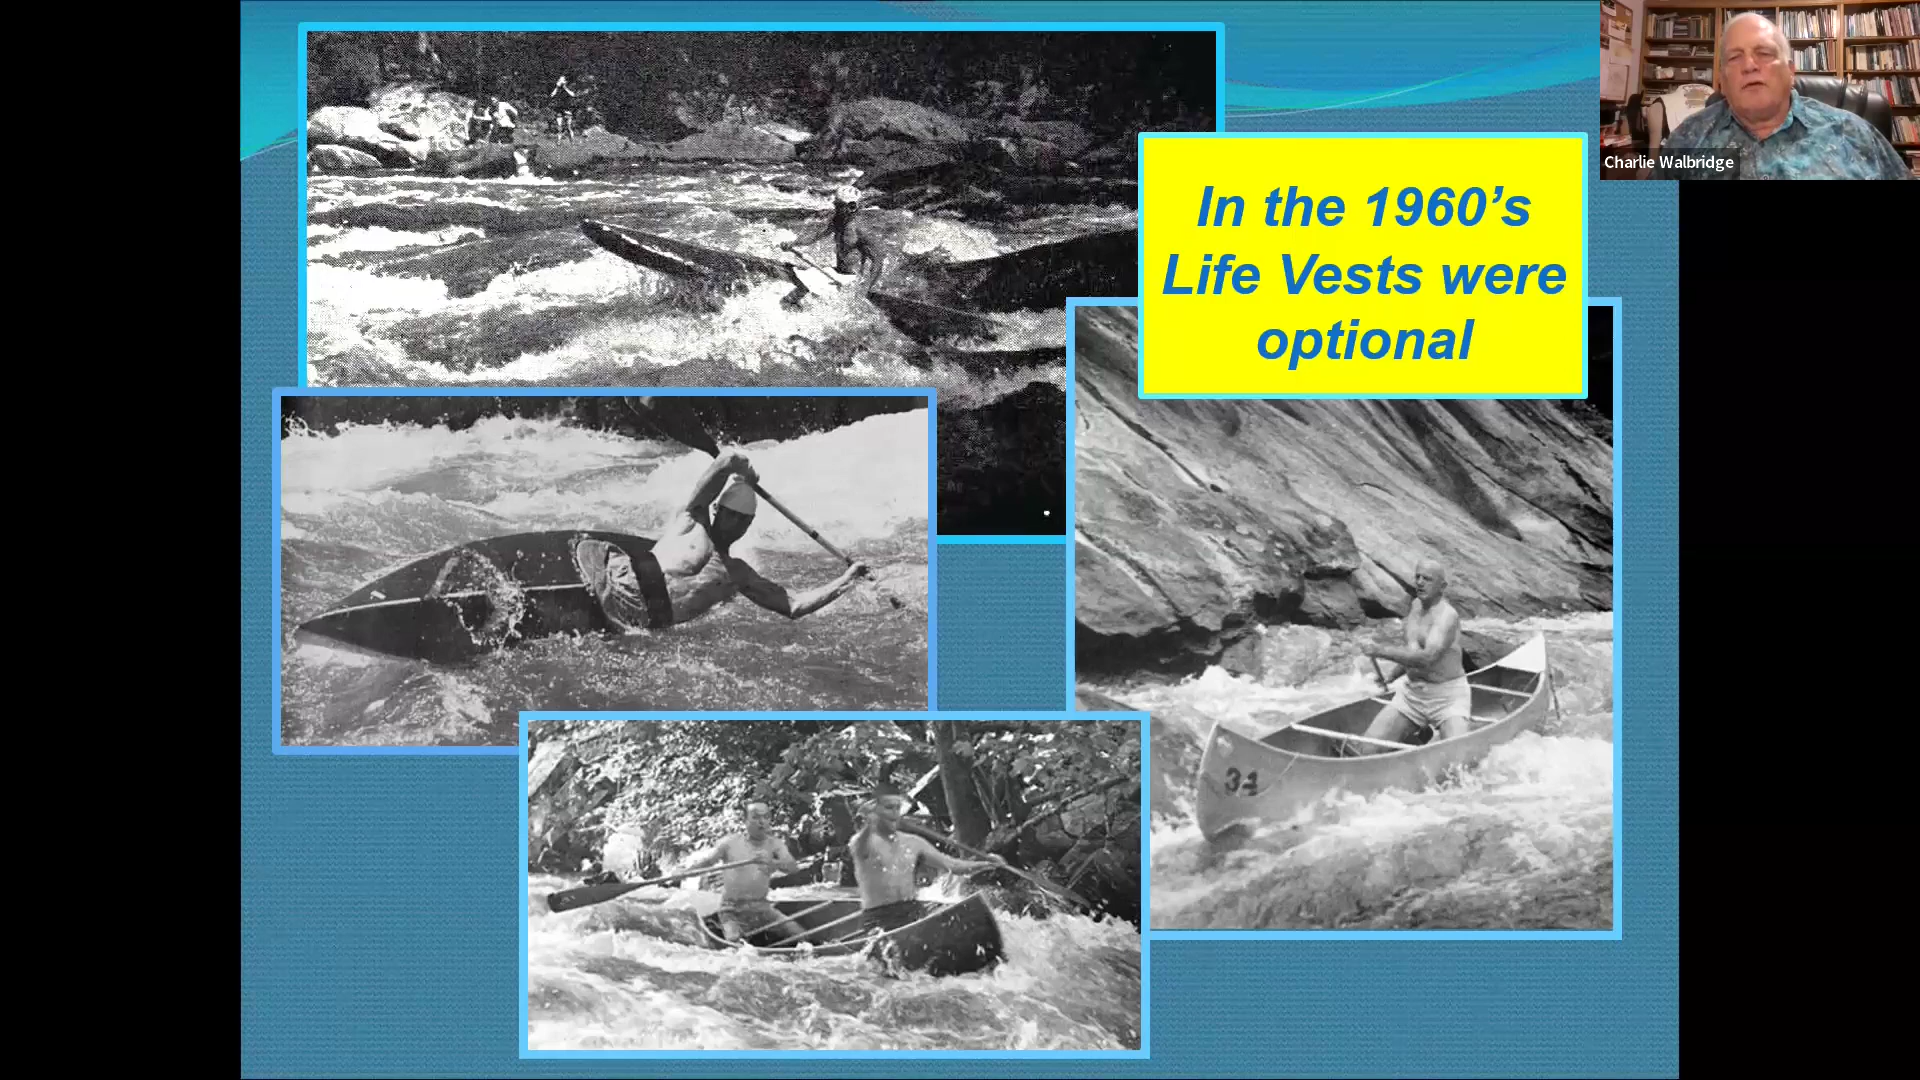 In the 1960's
Life Vests were
optional
Charlie Walbridge
34